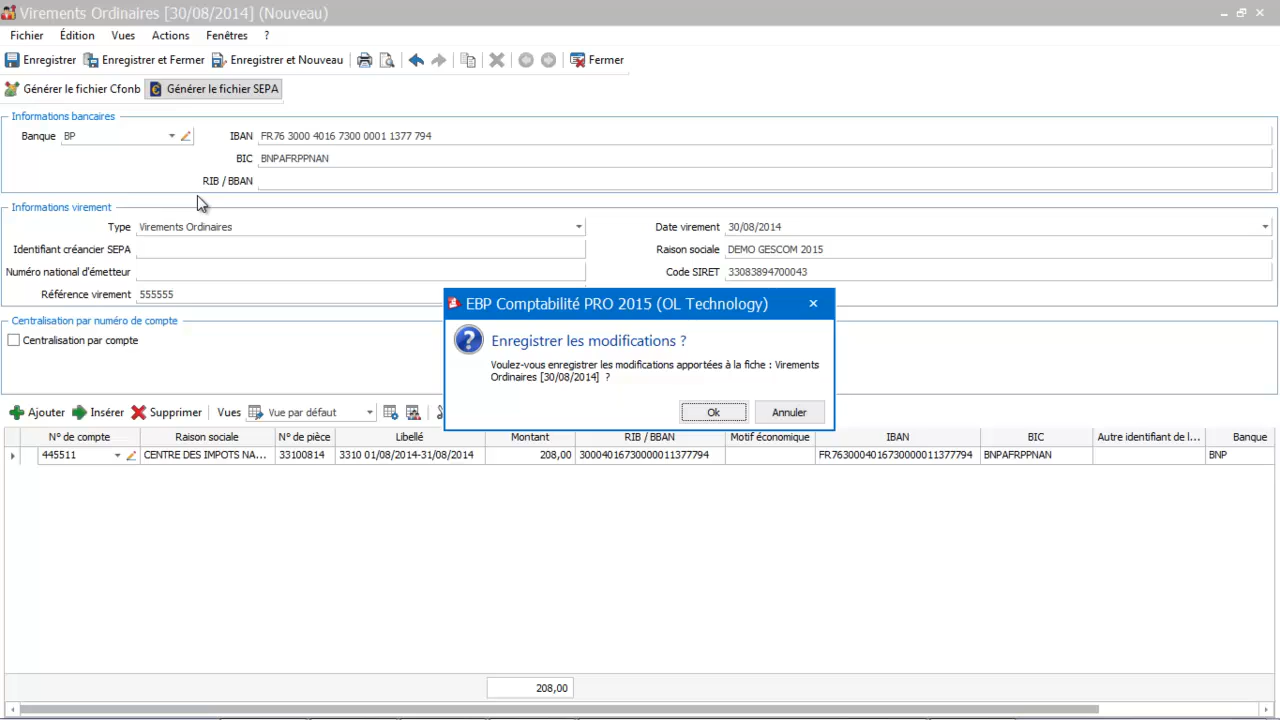 Virements Ordinaires [30/08/2014] (Nouveau)
Fichier Édition Vues Actions Fenêtres ?
Enregistrer Enregistrer et Fermer Enregistrer et Nouveau Fermer
Générer le fichier Cfonb Générer le fichier SEPA
Informations bancaires
Banque BP IBAN FR76 3000 4016 7300 0001 1377 794
BIC BNPAFRPPNAN
RIB / BBAN
Informations virement
Type Virements Ordinaires Date virement 30/08/2014
Identifiant créancier SEPA Raison sociale DEMO GESCOM 2015
Numéro national d'émetteur Code SIRET 33083894700043
Référence virement 555555
EBP Comptabilité PRO 2015 (OL Technology)
Centralisation par numéro de compte
Centralisation par compte
Enregistrer les modifications ?
Voulez-vous enregistrer les modifications apportées à la fiche : Virements
Ordinaires [30/08/2014] ?
Ok Annuler
Ajouter Insérer Supprimer Vues Vue par défaut
N° de compte Raison sociale N° de pièce Libellé Montant RIB / BBAN Motif économique IBAN BIC Autre identifiant de l... Banque
445511 CENTRE DES IMPOTS NA... 33100814 3310 01/08/2014-31/08/2014 208,00 30004016730000011377794 FR7630004016730000011377794 BNPAFRPPNAN BNP
208,00